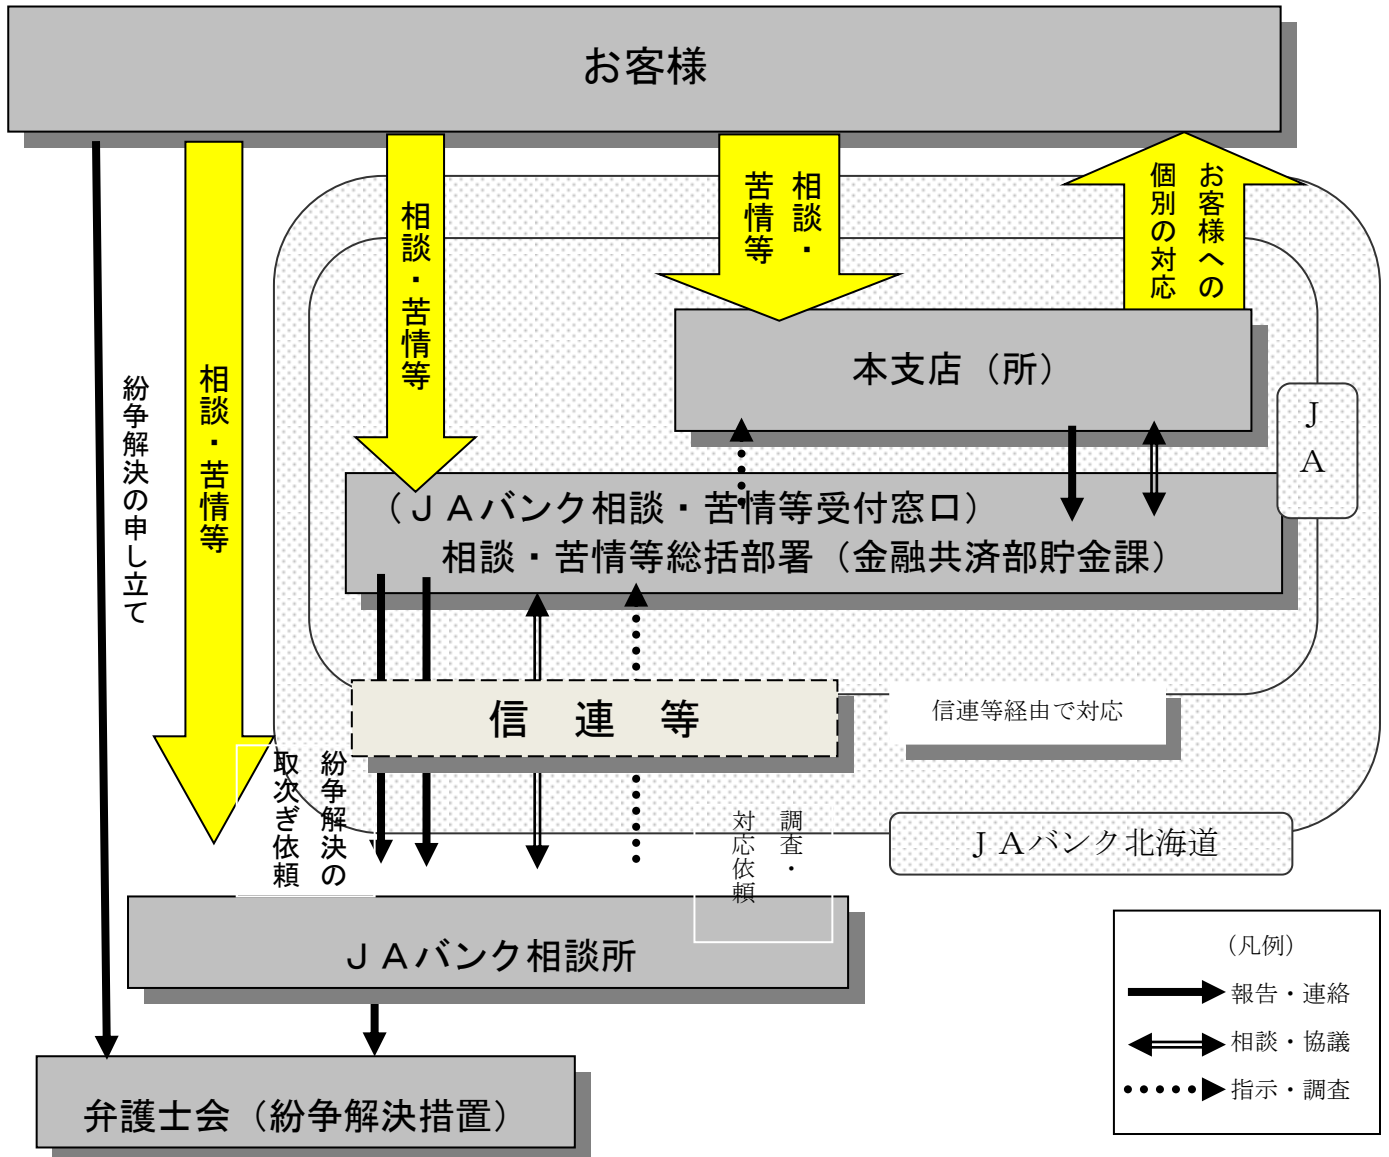 お客様
相談・
苦情等
お客様への
個別の対応
相談・苦情等
相談・苦情等
紛争解決の申し立て
本支店（所）
ＪＡ
（ＪＡバンク相談・苦情等受付窓口）
相談・苦情等総括部署（金融共済部貯金課）
信　連　等
信連等経由で対応
紛争解決の
取次ぎ依頼
調査・
対応依頼
ＪＡバンク北海道
ＪＡバンク相談所
弁護士会（紛争解決措置）
（凡例）
報告・連絡
相談・協議
指示・調査